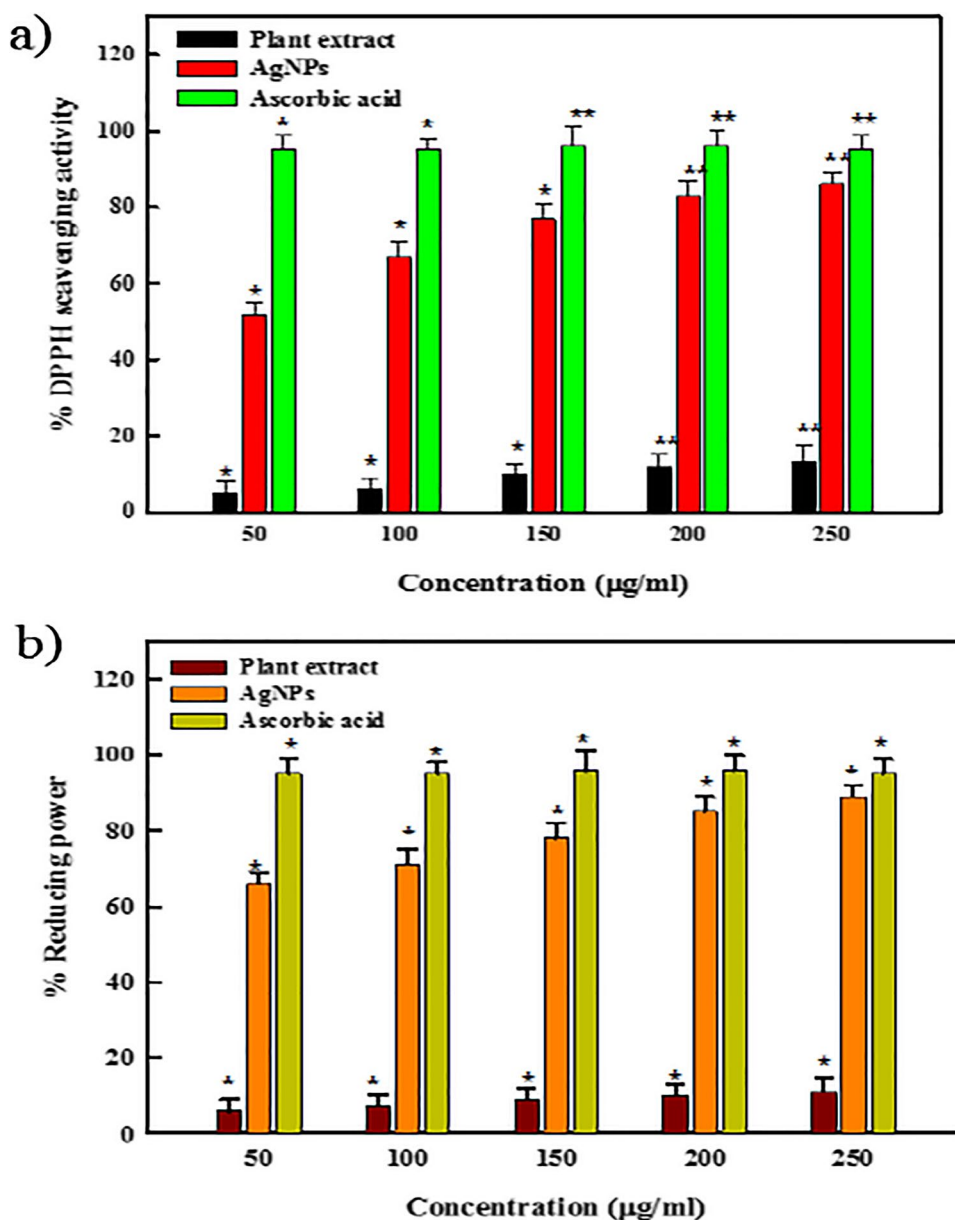 a)
Plant extract
AgNPs
Ascorbic acid
% DPPH scavenging activity
120
100
80
60
40
20
0
* * *
* * *
* * **
** ** **
** ** **
50 100 150 200 250
Concentration (µg/ml)
b)
Plant extract
AgNPs
Ascorbic acid
% Reducing power
120
100
80
60
40
20
0
* * *
* * *
* * *
* * *
* * *
50 100 150 200 250
Concentration (µg/ml)